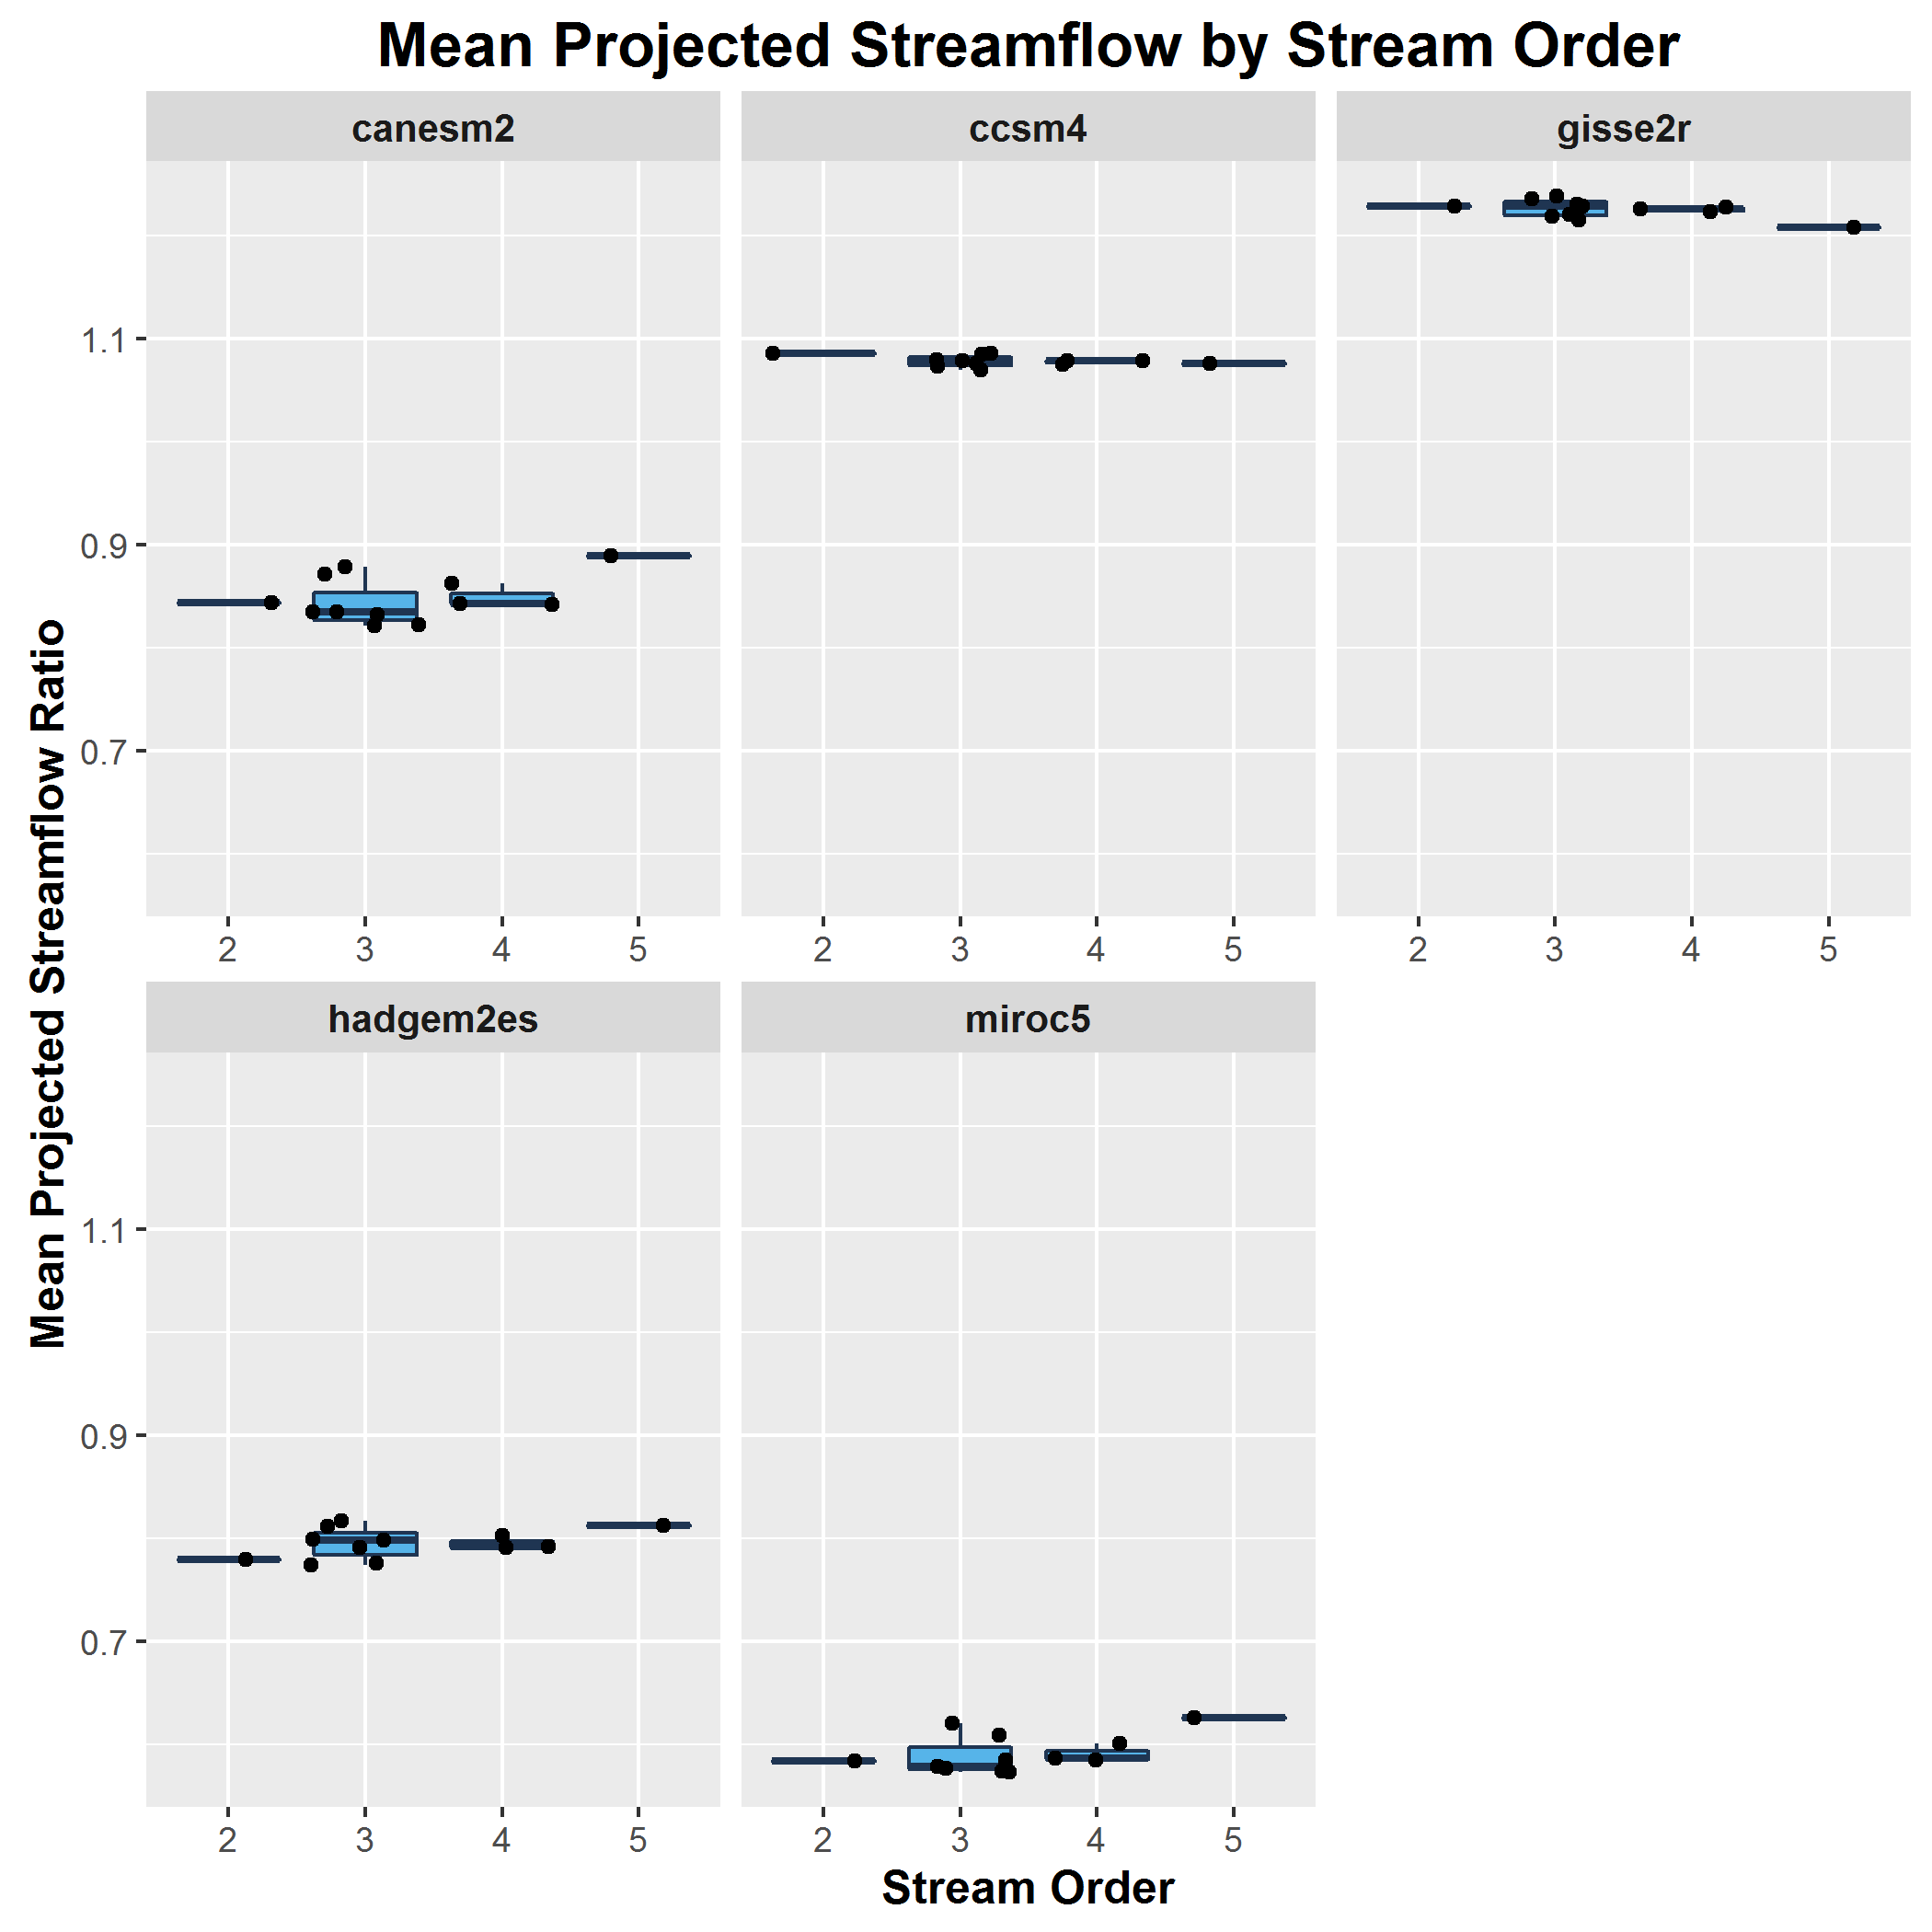 Mean Projected Streamflow by Stream Order
canesm2
ccsm4
gisse2r
1.1
0.9
0.7
2 3 4 5
2 3 4 5
2 3 4 5
Mean Projected Streamflow Ratio
hadgem2es
miroc5
1.1
0.9
0.7
2 3 4 5
2 3 4 5
Stream Order